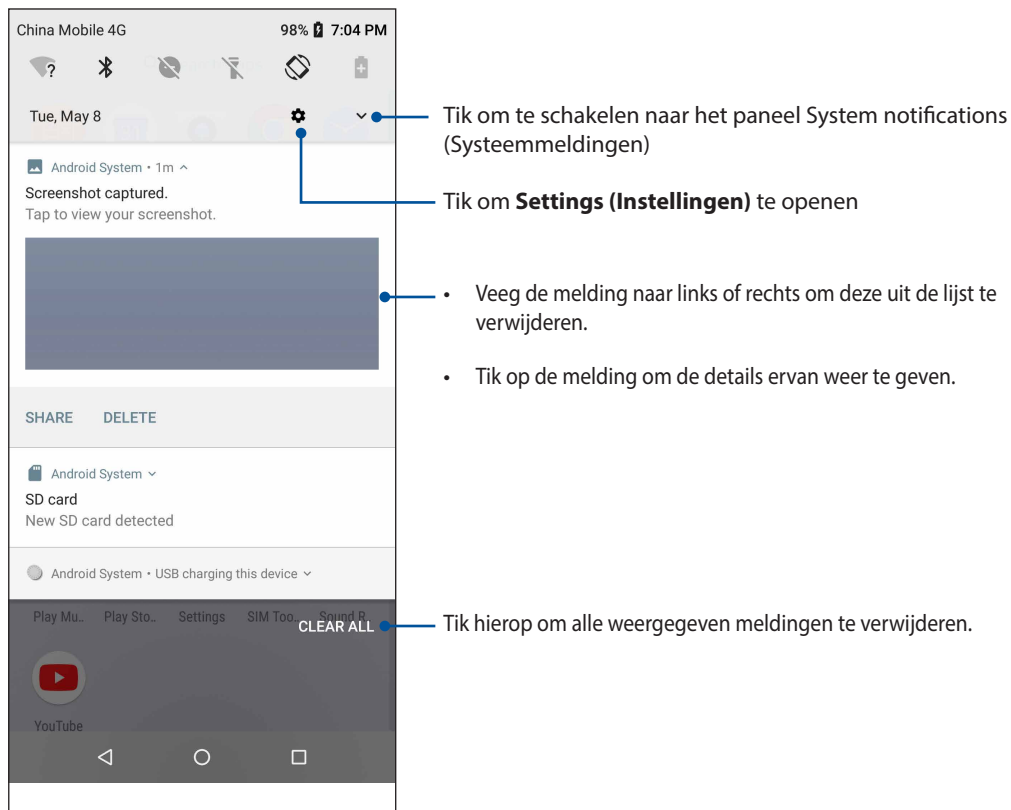 China Mobile 4G 98% 7:04 PM
?
Tue, May 8
Tik om te schakelen naar het paneel System notifications
(Systeemmeldingen)
Android System • 1m
Screenshot captured.
Tap to view your screenshot.
Tik om Settings (Instellingen) te openen
• Veeg de melding naar links of rechts om deze uit de lijst te
verwijderen.
• Tik op de melding om de details ervan weer te geven.
SHARE DELETE
Android System
SD card
New SD card detected
Android System • USB charging this device
Play Mu.. Play Sto.. Settings SIM Too.. Sound R..
CLEAR ALL
Tik hierop om alle weergegeven meldingen te verwijderen.
YouTube